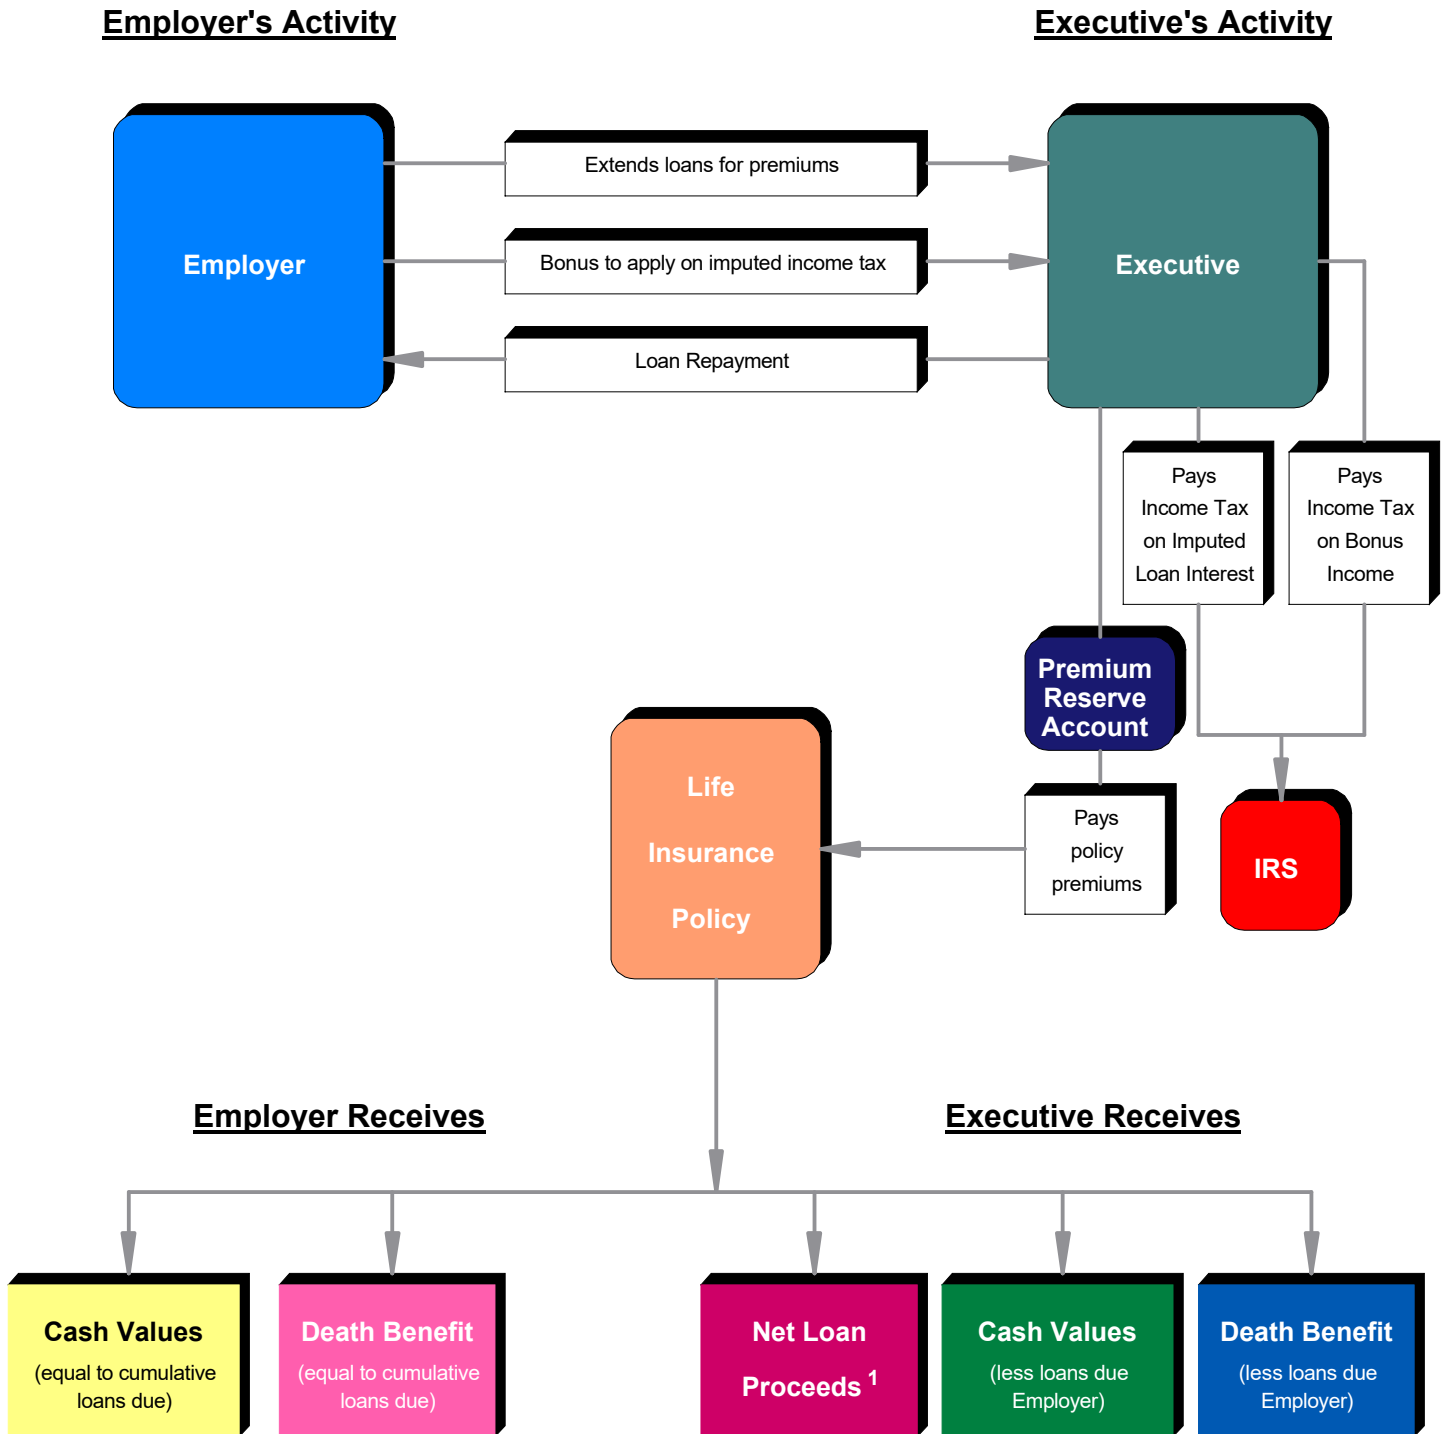 Employer's Activity
Executive's Activity
Extends loans for premiums
Employer
Bonus to apply on imputed income tax
Executive
Loan Repayment
Pays
Income Tax
on Imputed
Loan Interest
Pays
Income Tax
on Bonus
Income
Premium
Reserve
Account
Life
Insurance
Policy
Pays
policy
premiums
IRS
Employer Receives
Executive Receives
Cash Values
(equal to cumulative
loans due)
Death Benefit
(equal to cumulative
loans due)
Net Loan
Proceeds 1
Cash Values
(less loans due
Employer)
Death Benefit
(less loans due
Employer)